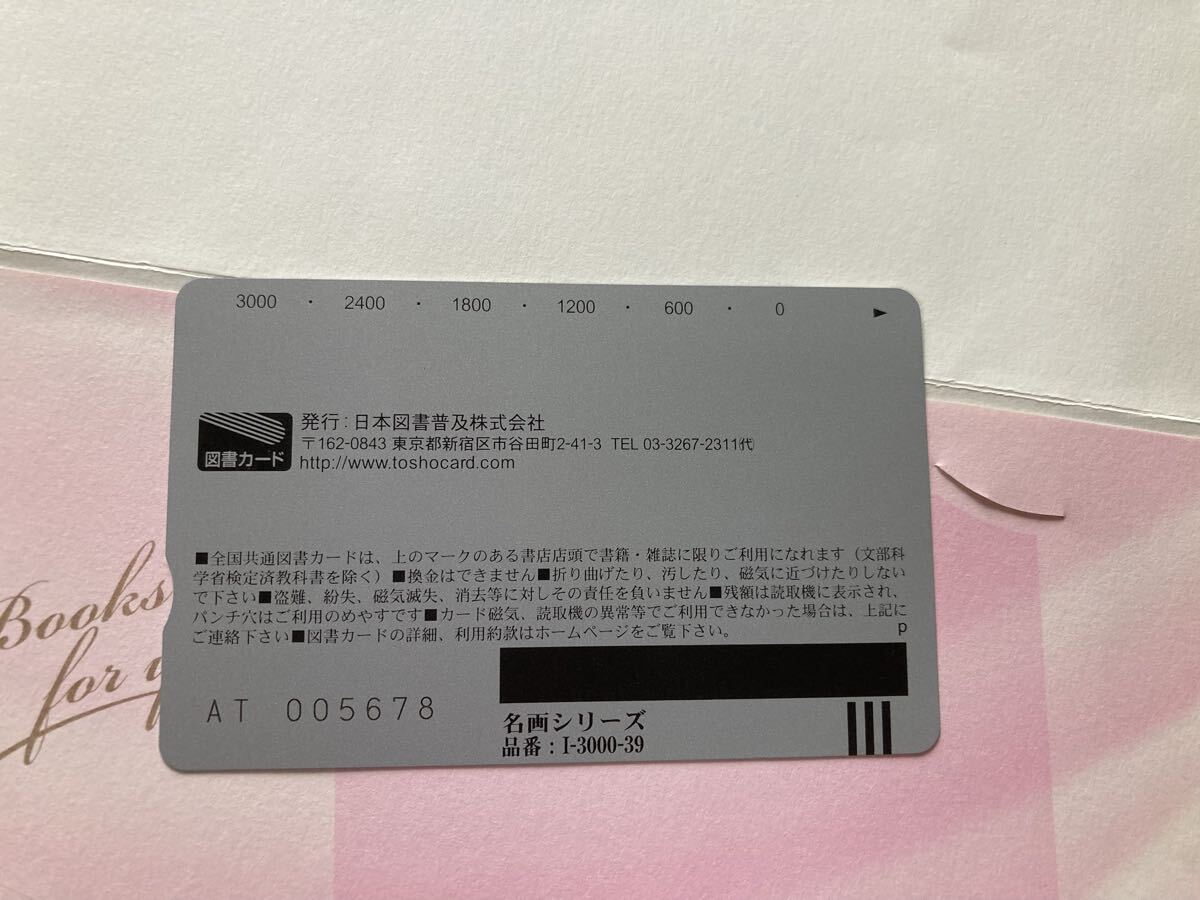 3000 ・ 2400 ・ 1800 ・ 1200 ・ 600 ・ 0 ▶
図書カード
発行：日本図書普及株式会社
〒162-0843 東京都新宿区市谷田町2-41-3 TEL 03-3267-2311代
http://www.toshocard.com
■全国共通図書カードは、上のマークのある書店店頭で書籍・雑誌に限りご利用になれます（文部科
学省検定済教科書を除く）■換金はできません■折り曲げたり、汚したり、磁気に近づけたりしない
で下さい■盗難、紛失、磁気滅失、消去等に対しその責任を負いません■残額は読取機に表示され、
パンチ穴はご利用のめやすです■カード磁気、読取機の異常等でご利用できなかった場合は、上記に
ご連絡下さい■図書カードの詳細、利用約款はホームページをご覧下さい。
p
AT 005678
名画シリーズ
品番：I-3000-39
Books
for